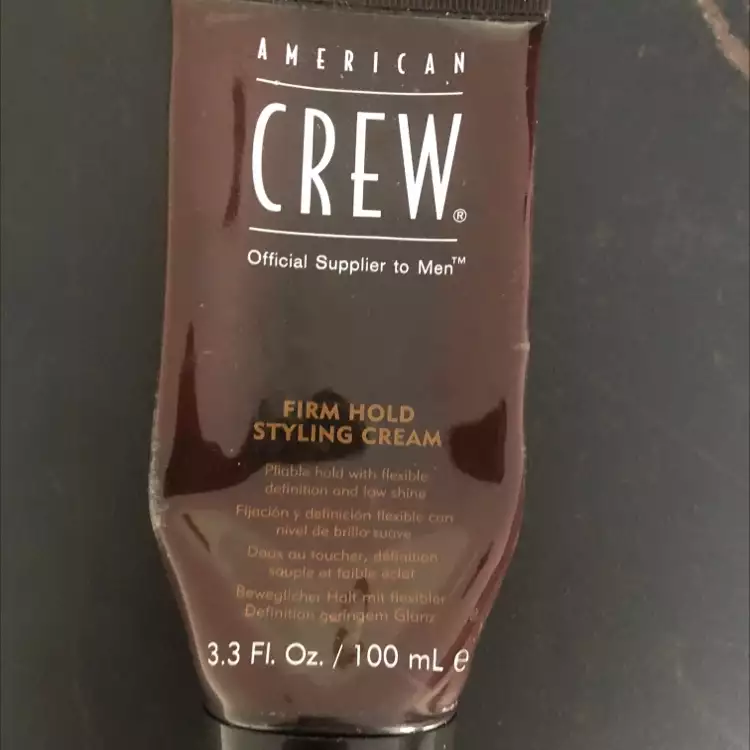 AMERICAN
CREW®
Official Supplier to Men™
FIRM HOLD
STYLING CREAM
Pliable hold with flexible
definition and low shine
Fijación y definición flexible con
nivel de brillo suave
Doux au toucher, définition
souple et faible éclat
Beweglicher Halt mit flexibler
Definition geringem Glanz
3.3 Fl. Oz. / 100 mL ℮